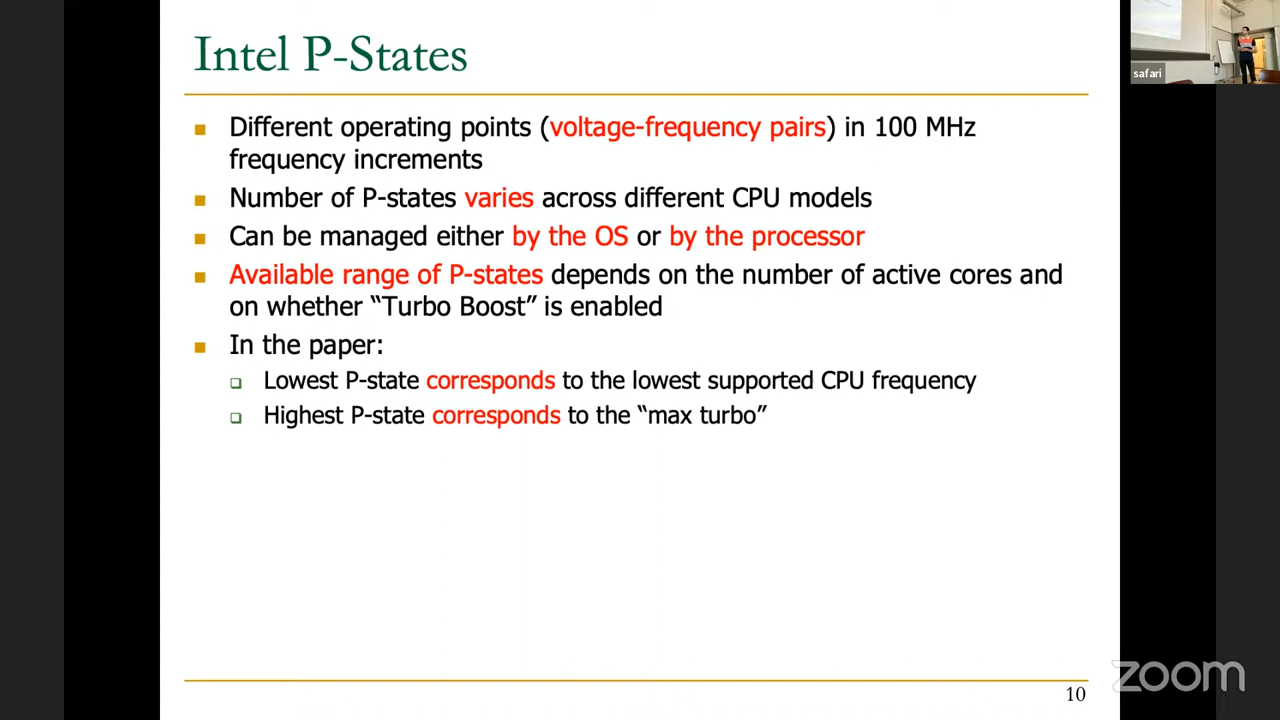 Intel P-States
Different operating points (voltage-frequency pairs) in 100 MHz
frequency increments
Number of P-states varies across different CPU models
Can be managed either by the OS or by the processor
Available range of P-states depends on the number of active cores and
on whether “Turbo Boost” is enabled
In the paper:
Lowest P-state corresponds to the lowest supported CPU frequency
Highest P-state corresponds to the “max turbo”
10
safari
zoom